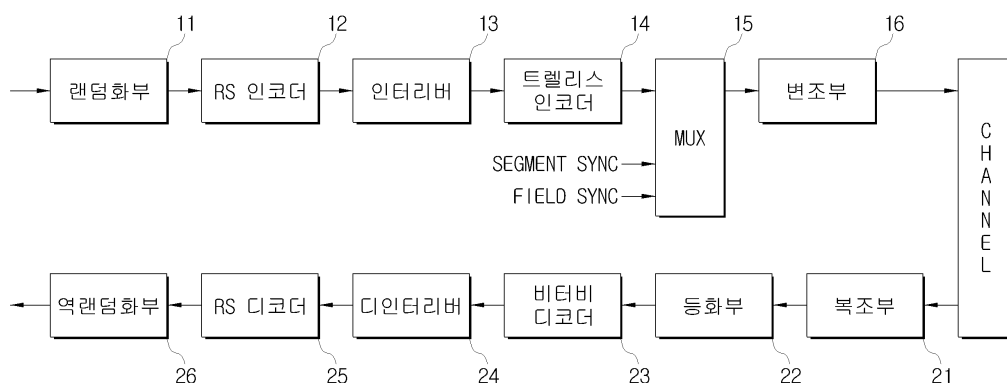 11
12
13
14
15
16
랜덤화부
RS 인코더
인터리버
트렐리스
인코더
MUX
변조부
SEGMENT SYNC
FIELD SYNC
CHANNEL
역랜덤화부
RS 디코더
디인터리버
비터비
디코더
등화부
복조부
26
25
24
23
22
21